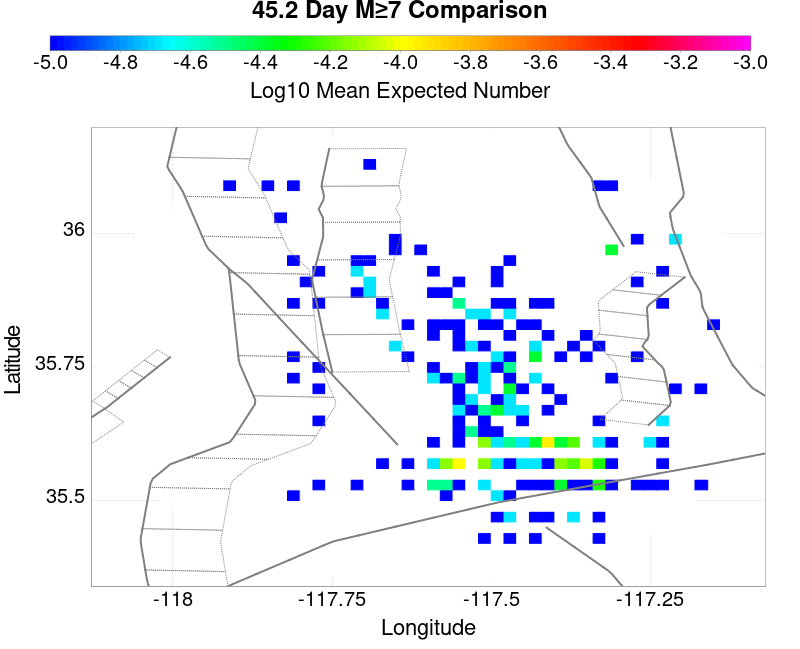 45.2 Day M≥7 Comparison
-5.0 -4.8 -4.6 -4.4 -4.2 -4.0 -3.8 -3.6 -3.4 -3.2 -3.0
Log10 Mean Expected Number
36
35.75
35.5
Latitude
-118 -117.75 -117.5 -117.25
Longitude